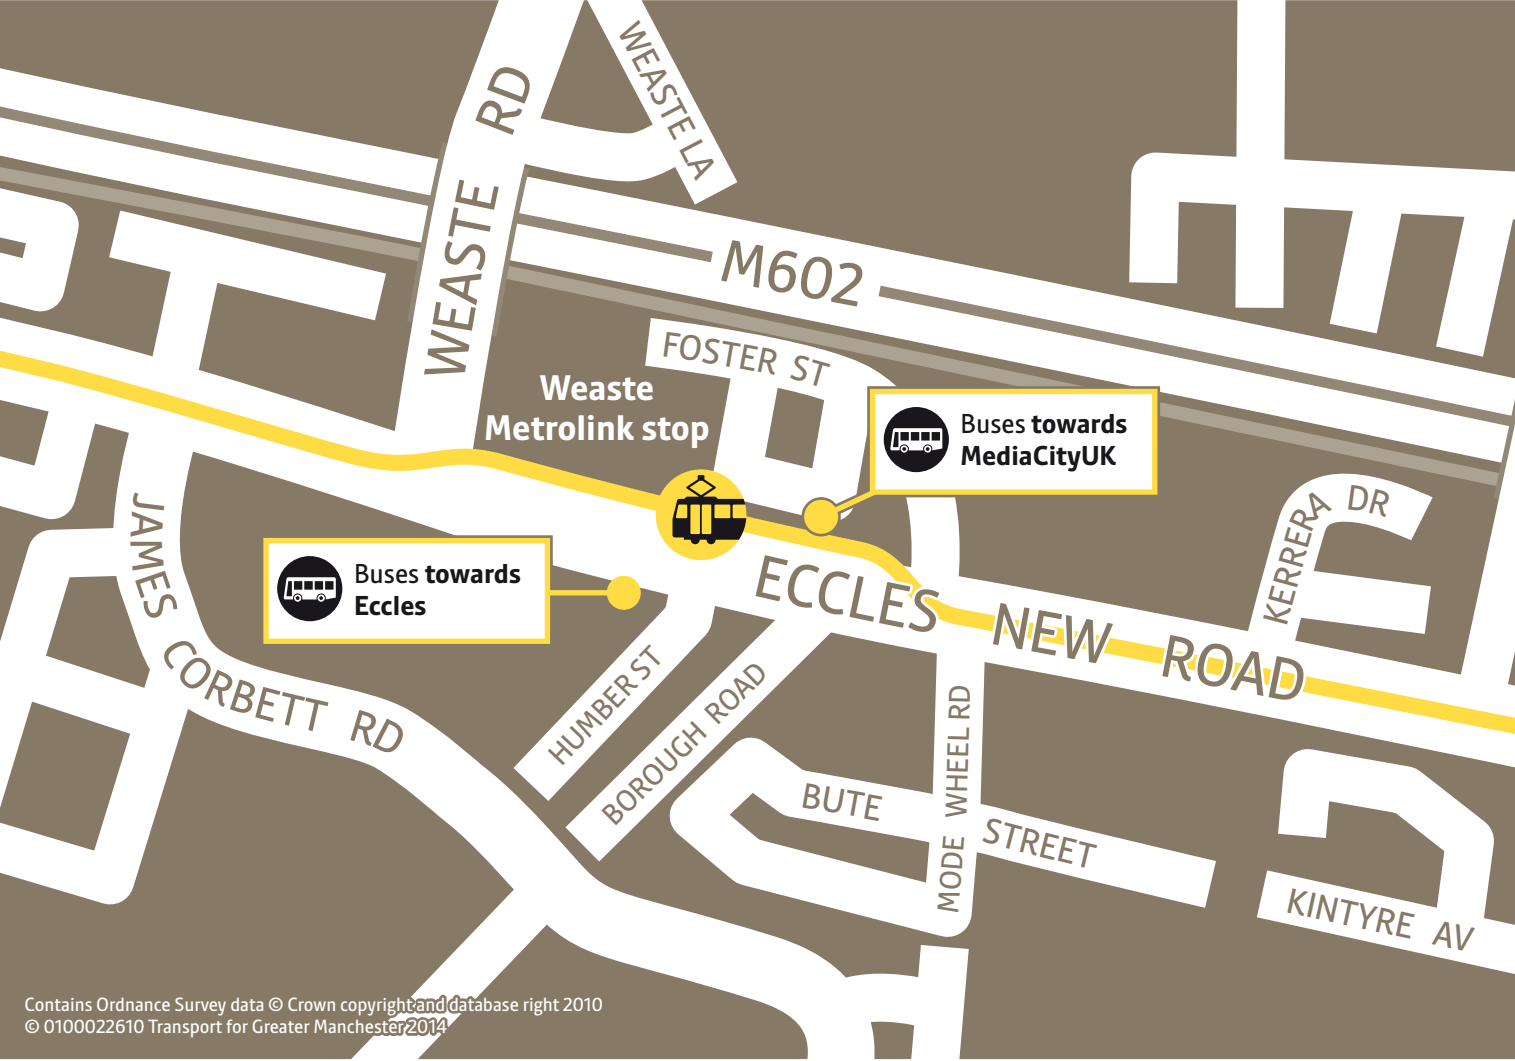 WEASTE LA
WEASTE RD
M602
FOSTER ST
Weaste
Metrolink stop
Buses towards
MediaCityUK
KERRERA DR
JAMES CORBETT RD
Buses towards
Eccles
ECCLES NEW ROAD
HUMBER ST
BOROUGH ROAD
MODE WHEEL RD
BUTE STREET
KINTYRE AV
Contains Ordnance Survey data © Crown copyright and database right 2010
© 0100022610 Transport for Greater Manchester 2014